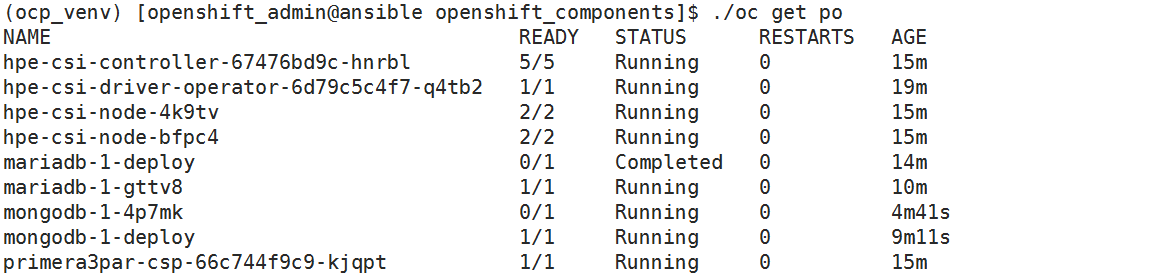 (ocp_venv) [openshift_admin@ansible openshift_components]$ ./oc get po
NAME READY STATUS RESTARTS AGE
hpe-csi-controller-67476bd9c-hnrbl 5/5 Running 0 15m
hpe-csi-driver-operator-6d79c5c4f7-q4tb2 1/1 Running 0 19m
hpe-csi-node-4k9tv 2/2 Running 0 15m
hpe-csi-node-bfpc4 2/2 Running 0 15m
mariadb-1-deploy 0/1 Completed 0 14m
mariadb-1-gttv8 1/1 Running 0 10m
mongodb-1-4p7mk 0/1 Running 0 4m41s
mongodb-1-deploy 1/1 Running 0 9m11s
primera3par-csp-66c744f9c9-kjqpt 1/1 Running 0 15m